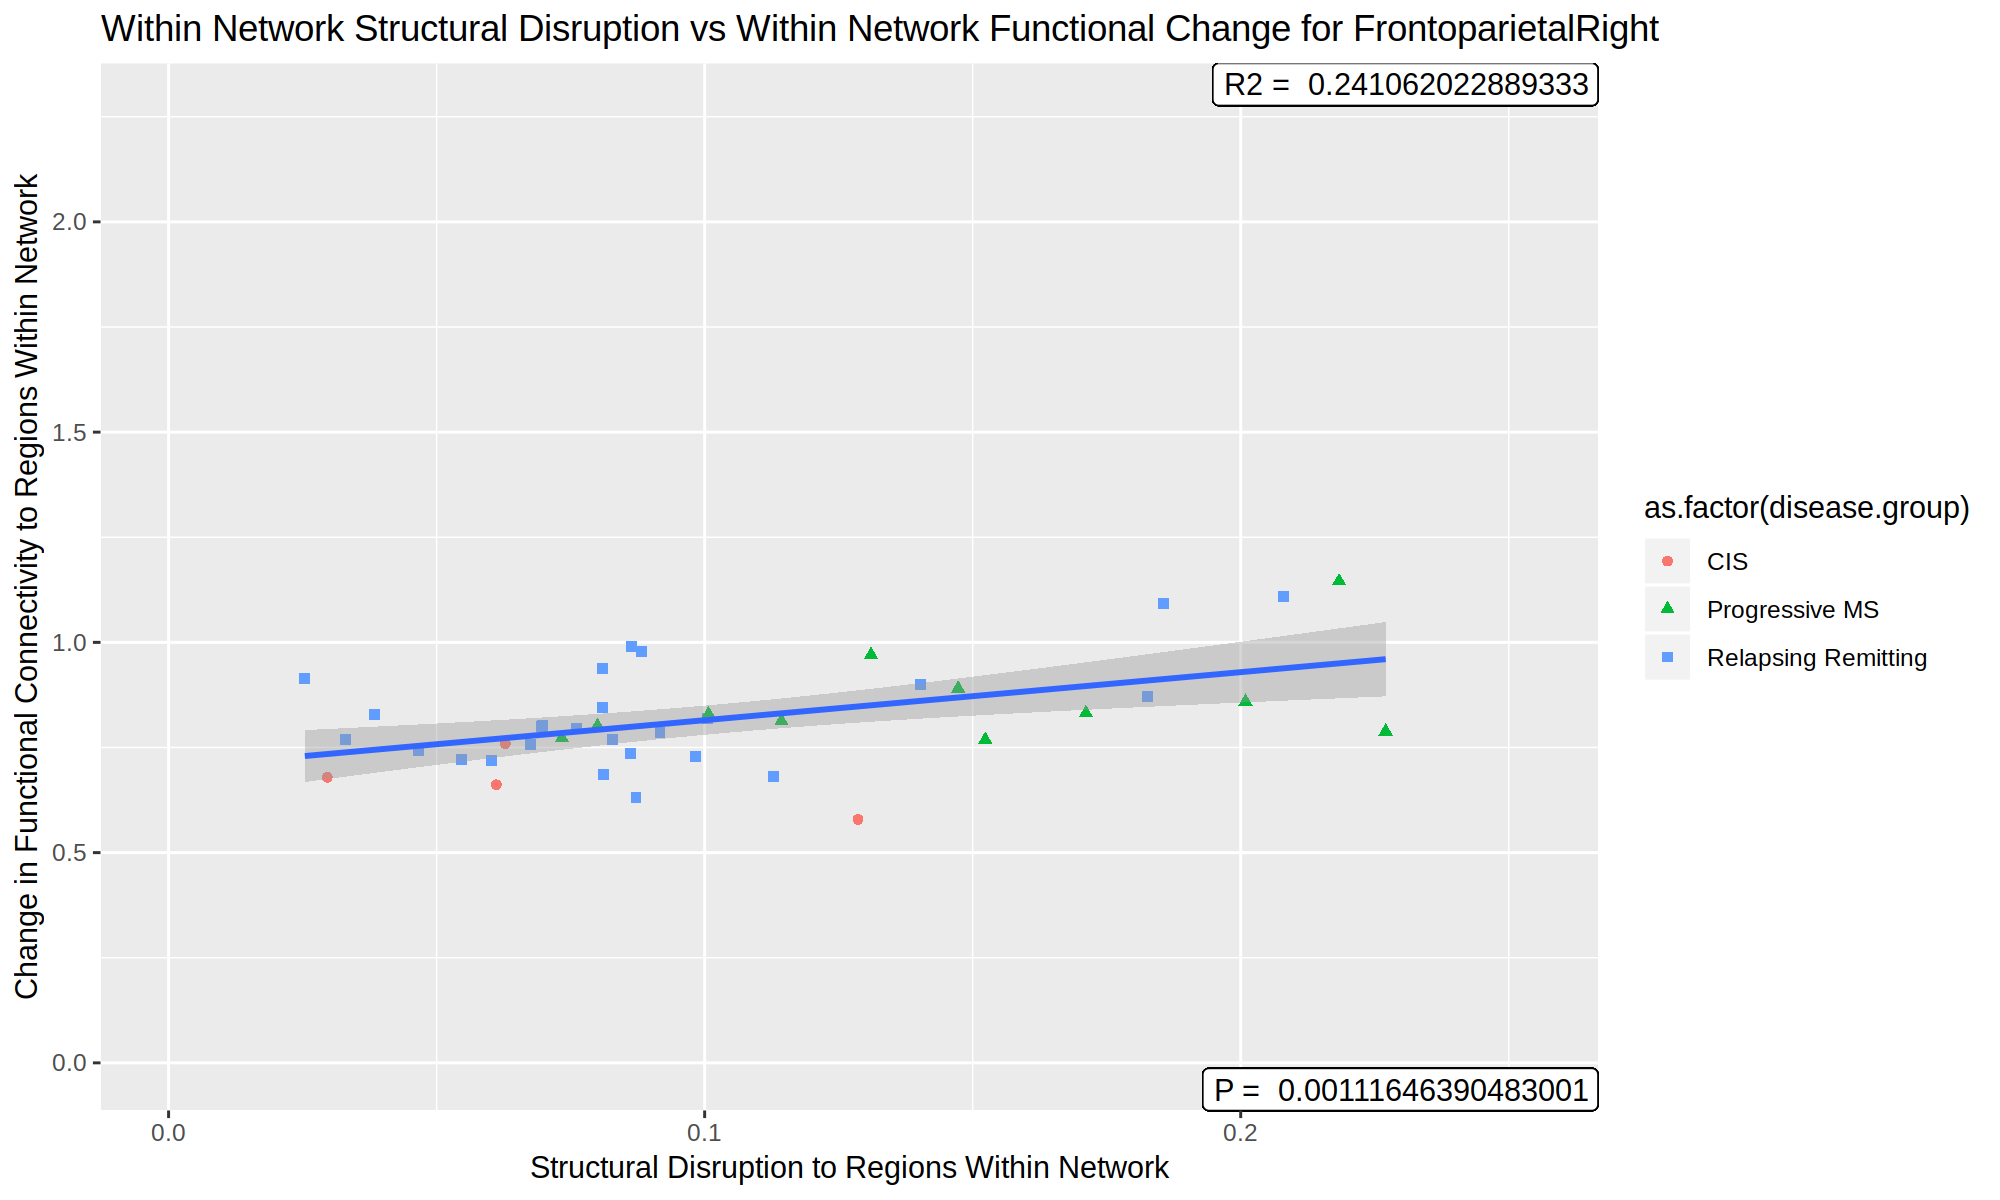 Within Network Structural Disruption vs Within Network Functional Change for FrontoparietalRight
R2 =  0.241062022889333
Change in Functional Connectivity to Regions Within Network
2.0
1.5
1.0
0.5
0.0
as.factor(disease.group)
CIS
Progressive MS
Relapsing Remitting
P =  0.00111646390483001
0.0 0.1 0.2
Structural Disruption to Regions Within Network